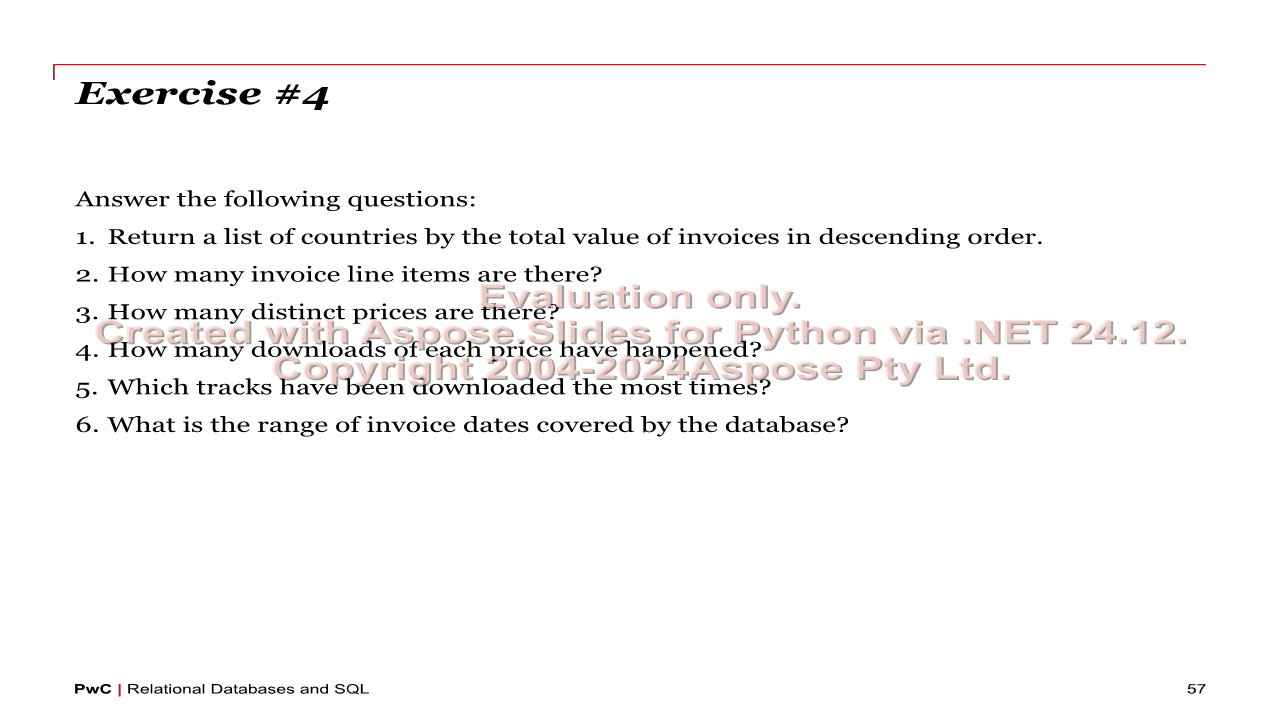 Exercise #4
Answer the following questions:
1. Return a list of countries by the total value of invoices in descending order.
2. How many invoice line items are there?
Evaluation only.
3. How many distinct prices are there?
Created with Aspose.Slides for Python via .NET 24.12.
4. How many downloads of each price have happened?
Copyright 2004-2024Aspose Pty Ltd.
5. Which tracks have been downloaded the most times?
6. What is the range of invoice dates covered by the database?
PwC | Relational Databases and SQL
57